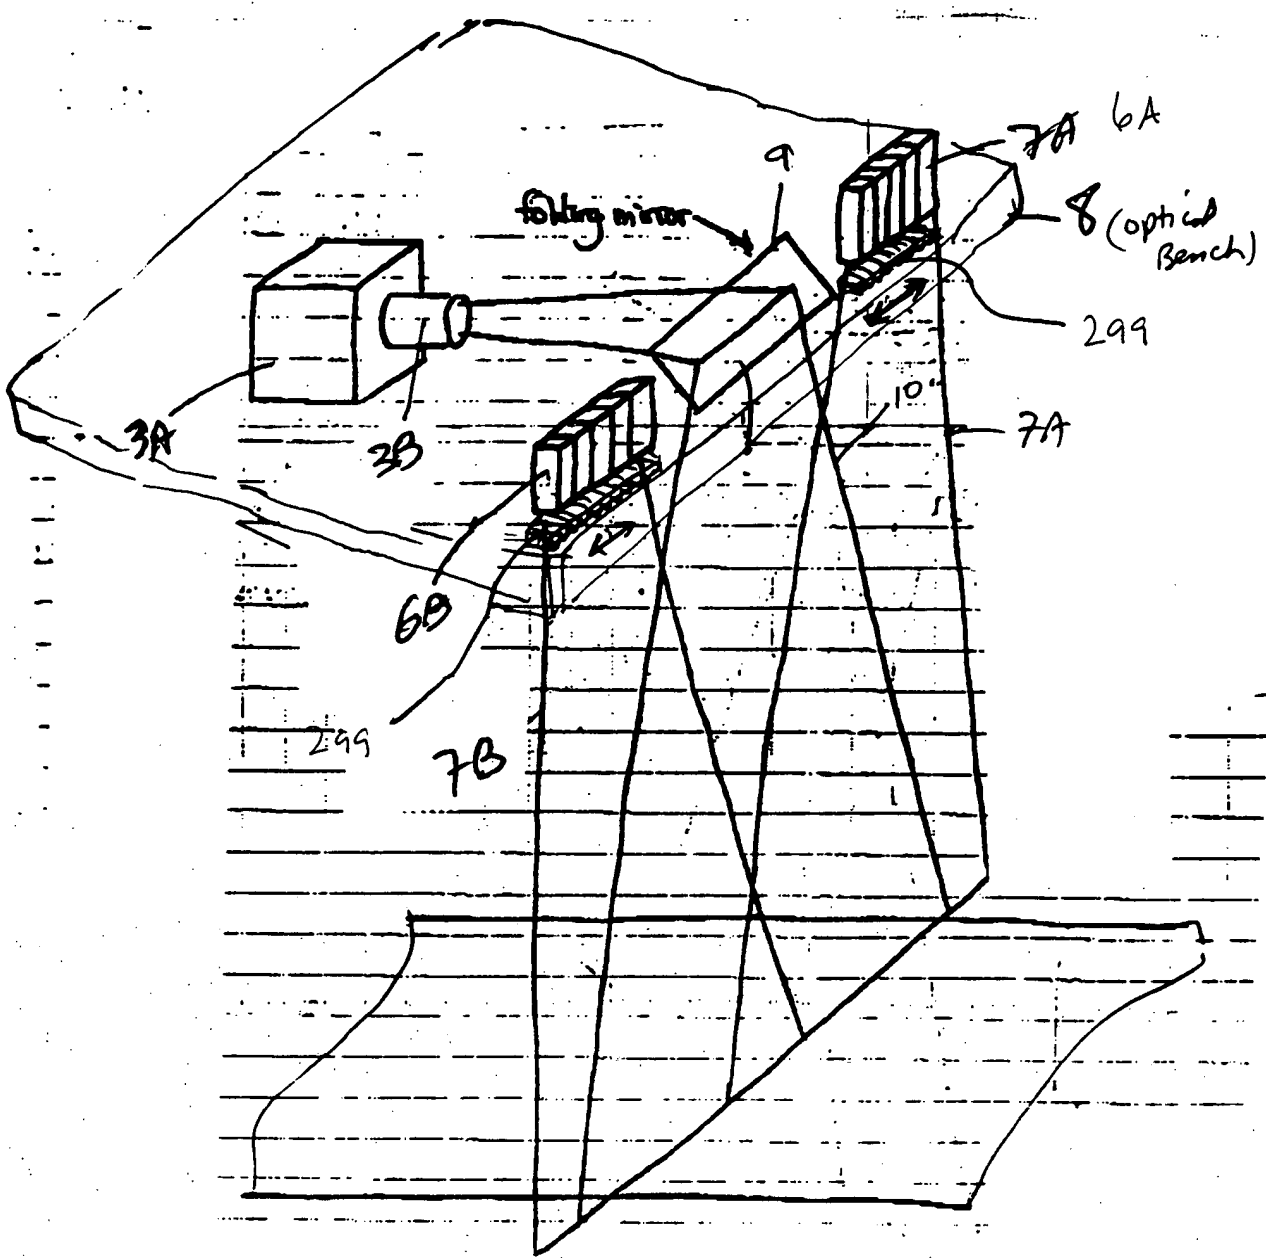 7A 6A
9
folding mirror
8 (optical
Bench)
299
10"
3A
3B
7A
6B
299
7B